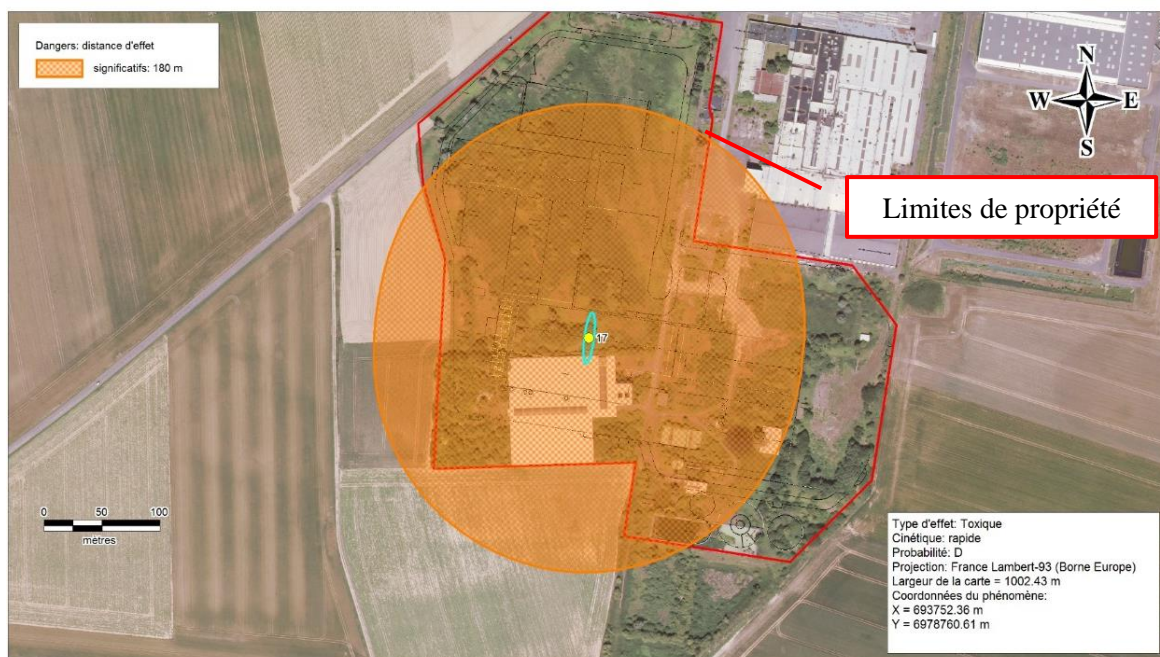 Dangers: distance d'effet
significatifs: 180 m
N
W E
S
Limites de propriété
17
0 50 100
mètres
Type d'effet: Toxique
Cinétique: rapide
Probabilité: D
Projection: France Lambert-93 (Borne Europe)
Largeur de la carte = 1002.43 m
Coordonnées du phénomène:
X = 693752.36 m
Y = 6978760.61 m